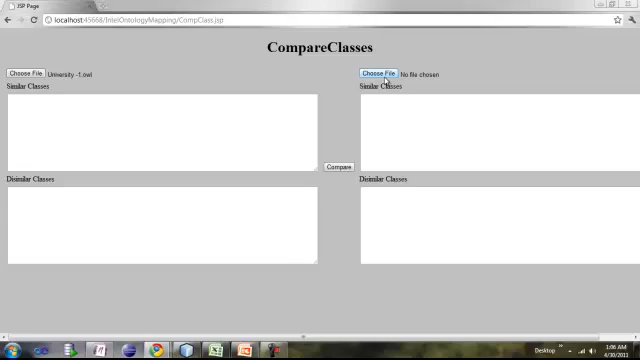 JSP Page
localhost:45668/IntelOntologyMapping/CompClass.jsp
CompareClasses
Choose File University -1.owl
Choose File No file chosen
Similar Classes
Similar Classes
Compare
Disimilar Classes
Disimilar Classes
Desktop
1:06 AM
4/30/2011